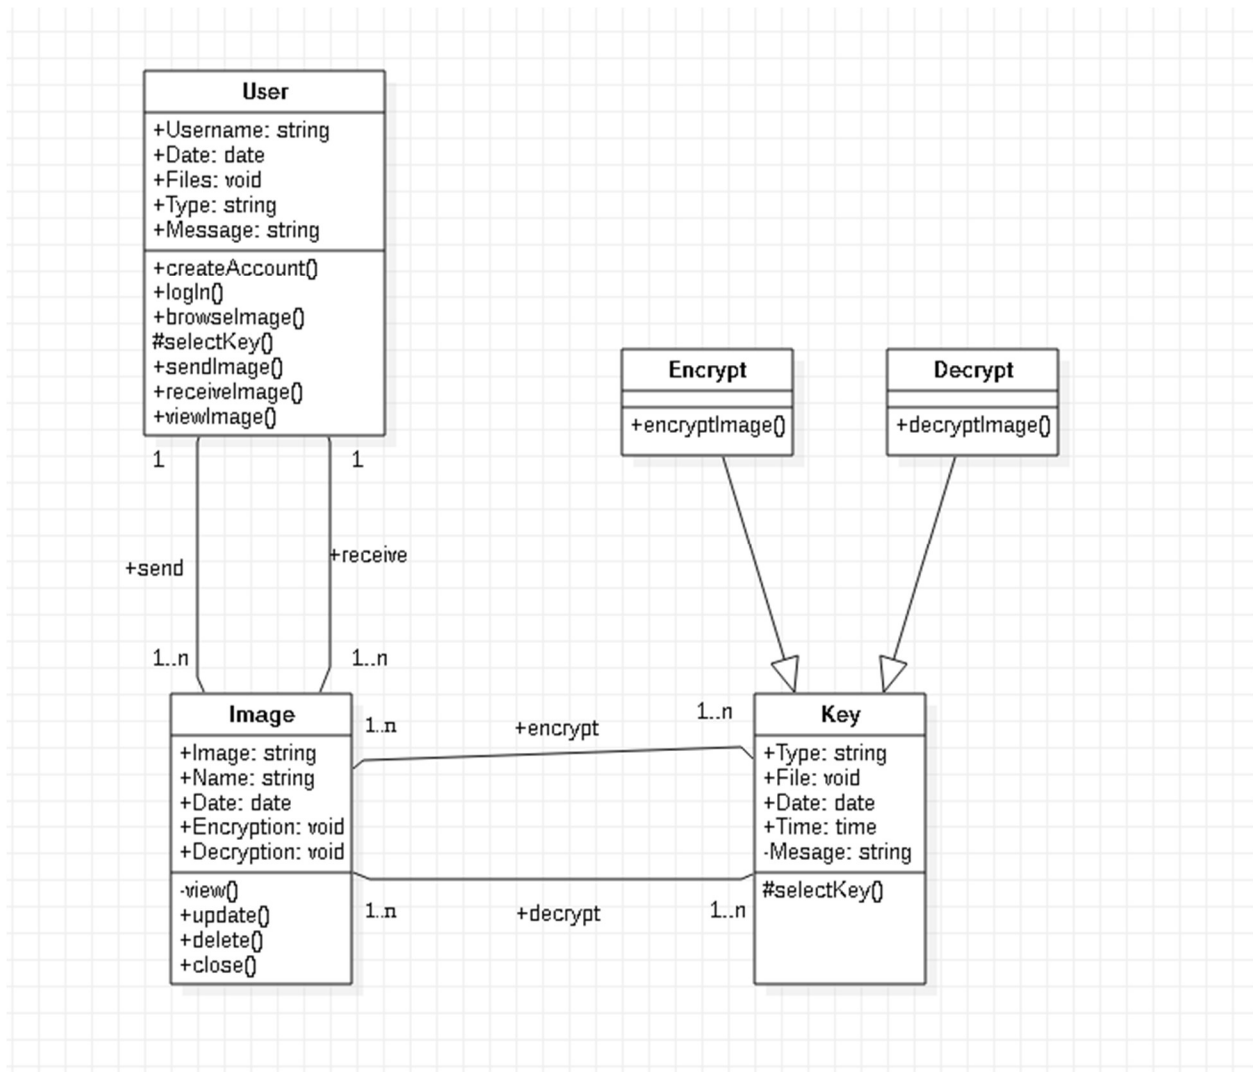 User
+Username: string
+Date: date
+Files: void
+Type: string
+Message: string
+createAccount()
+logIn()
+browseImage()
#selectKey()
+sendImage()
+receiveImage()
+viewImage()
Encrypt
+encryptImage()
Decrypt
+decryptImage()
1
1
+send
+receive
1..n
1..n
Image
+Image: string
+Name: string
+Date: date
+Encryption: void
+Decryption: void
-view()
+update()
+delete()
+close()
1..n
+encrypt
1..n
1..n
+decrypt
1..n
Key
+Type: string
+File: void
+Date: date
+Time: time
-Mesage: string
#selectKey()